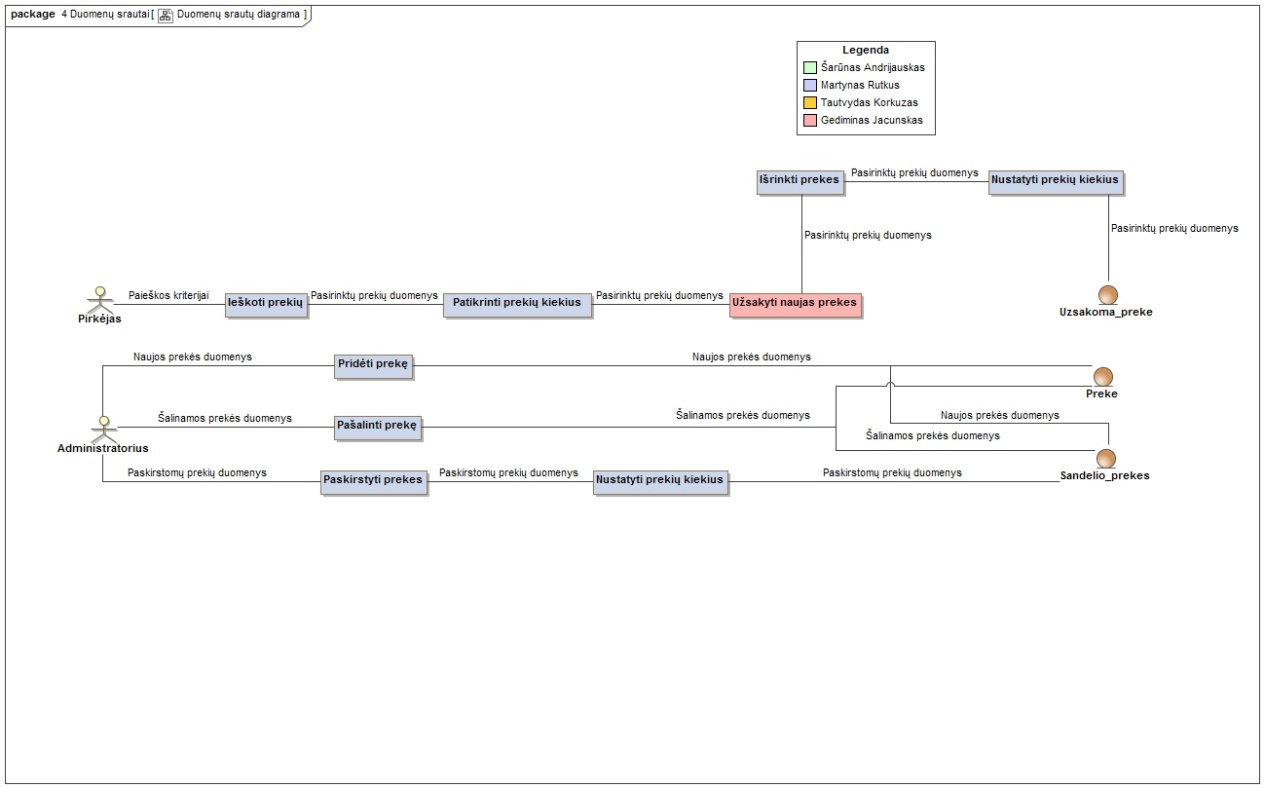 package 4 Duomenų srautai[ Duomenų srautų diagrama ]
Legenda
Šarūnas Andrijauskas
Martynas Rutkus
Tautvydas Korkuzas
Gediminas Jacunskas
Išrinkti prekes
Pasirinktų prekių duomenys
Nustatyti prekių kiekius
Pasirinktų prekių duomenys
Pasirinktų prekių duomenys
Pirkėjas
Paieškos kriterijai
Ieškoti prekių
Pasirinktų prekių duomenys
Patikrinti prekių kiekius
Pasirinktų prekių duomenys
Užsakyti naujas prekes
Uzsakoma_preke
Naujos prekės duomenys
Pridėti prekę
Naujos prekės duomenys
Preke
Šalinamos prekės duomenys
Pašalinti prekę
Šalinamos prekės duomenys
Naujos prekės duomenys
Šalinamos prekės duomenys
Administratorius
Paskirstomų prekių duomenys
Paskirstyti prekes
Paskirstomų prekių duomenys
Nustatyti prekių kiekius
Paskirstomų prekių duomenys
Sandelio_prekes